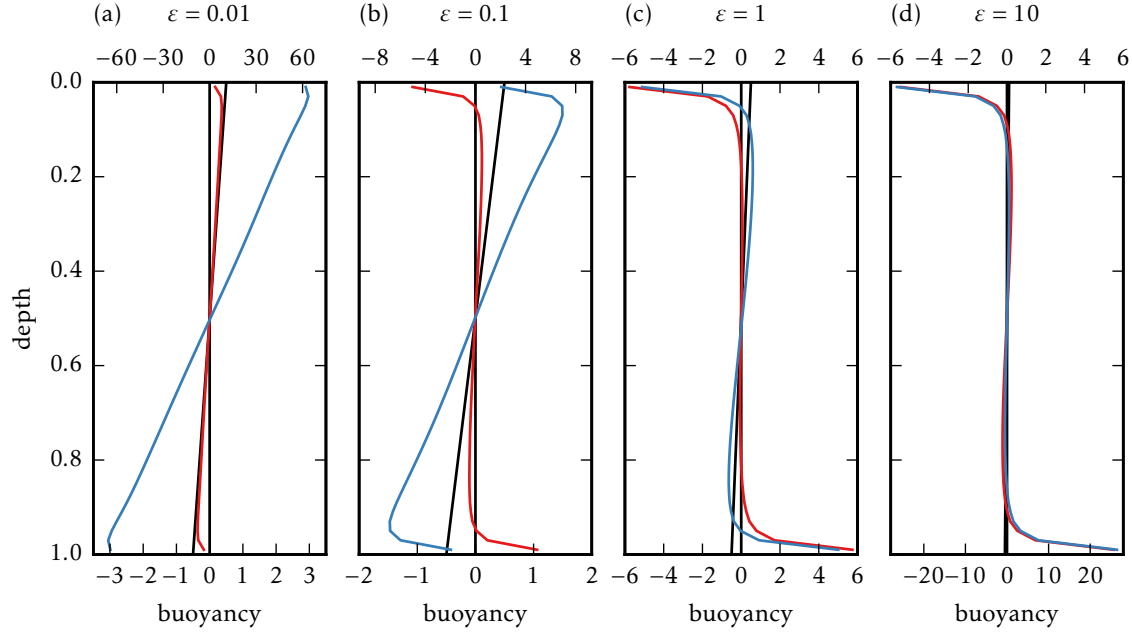 (a) ε = 0.01 (b) ε = 0.1 (c) ε = 1 (d) ε = 10
−60 −30 0 30 60 −8 −4 0 4 8 −6 −4 −2 0 2 4 6 −4 −2 0 2 4 6
0.0
0.2
0.4
depth
0.6
0.8
1.0
−3 −2 −1 0 1 2 3 0 1 2 −6 −4 −2 0 2 4 6 −20 −10 0 10 20
buoyancy buoyancy buoyancy buoyancy